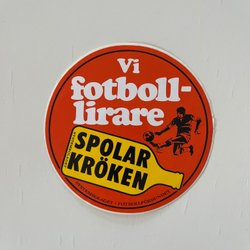 Vi
fotboll-
lirare
SPOLAR
KRÖKEN